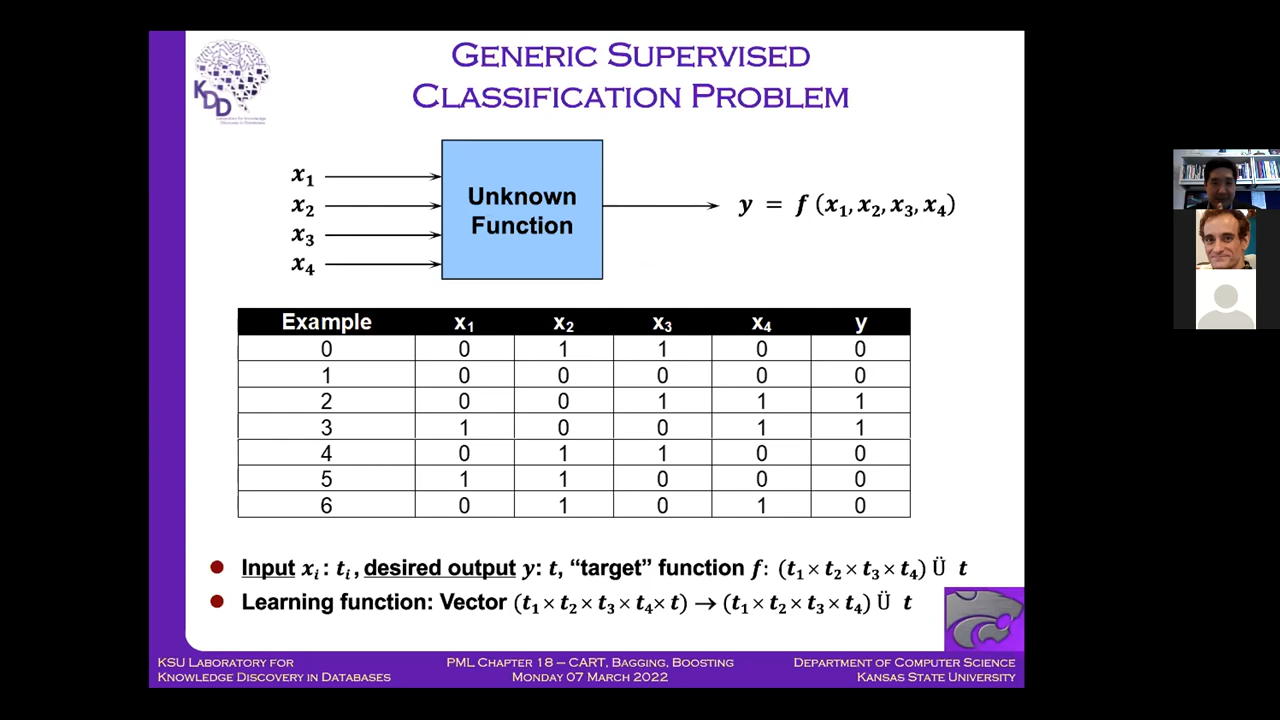 KDD
GENERIC SUPERVISED
CLASSIFICATION PROBLEM
x1
x2
x3
x4
Unknown
Function
y = f (x1, x2, x3, x4)
Example x1 x2 x3 x4 y
0 0 1 1 0 0
1 0 0 0 0 0
2 0 0 1 1 1
3 1 0 0 1 1
4 0 1 1 0 0
5 1 1 0 0 0
6 0 1 0 1 0
Input xi: ti, desired output y: t, “target” function f: (t1 × t2 × t3 × t4) Ü t
Learning function: Vector (t1 × t2 × t3 × t4 × t) → (t1 × t2 × t3 × t4) Ü t
KSU LABORATORY FOR
KNOWLEDGE DISCOVERY IN DATABASES
PML CHAPTER 18 – CART, BAGGING, BOOSTING
MONDAY 07 MARCH 2022
DEPARTMENT OF COMPUTER SCIENCE
KANSAS STATE UNIVERSITY